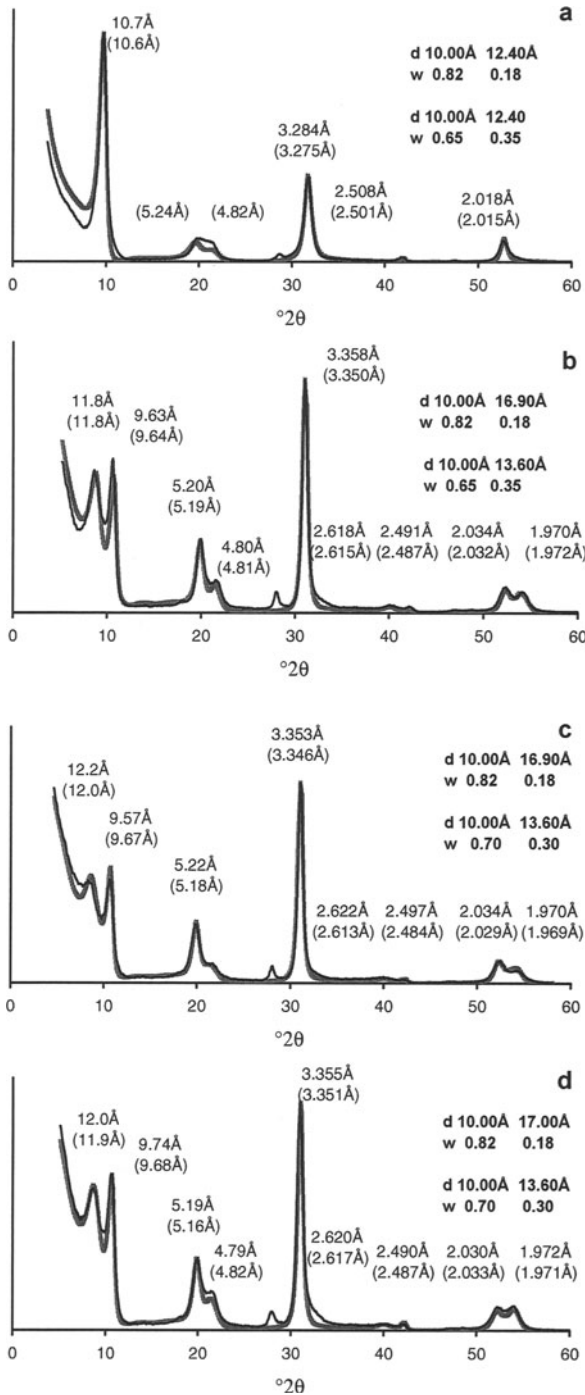 a
10.7Å
(10.6Å)
d 10.00Å 12.40Å
w 0.82 0.18
d 10.00Å 12.40
w 0.65 0.35
3.284Å
(3.275Å)
(5.24Å) (4.82Å)
2.508Å
(2.501Å)
2.018Å
(2.015Å)
0 10 20 30 40 50 60
°2θ
b
3.358Å
(3.350Å)
11.8Å
(11.8Å)
9.63Å
(9.64Å)
d 10.00Å 16.90Å
w 0.82 0.18
d 10.00Å 13.60Å
w 0.65 0.35
5.20Å
(5.19Å)
4.80Å
(4.81Å)
2.618Å 2.491Å 2.034Å 1.970Å
(2.615Å) (2.487Å) (2.032Å) (1.972Å)
0 10 20 30 40 50 60
°2θ
c
3.353Å
(3.346Å)
12.2Å
(12.0Å)
9.57Å
(9.67Å)
d 10.00Å 16.90Å
w 0.82 0.18
d 10.00Å 13.60Å
w 0.70 0.30
5.22Å
(5.18Å)
2.622Å 2.497Å 2.034Å 1.970Å
(2.613Å) (2.484Å) (2.029Å) (1.969Å)
0 10 20 30 40 50 60
°2θ
d
3.355Å
(3.351Å)
12.0Å
(11.9Å)
9.74Å
(9.68Å)
d 10.00Å 17.00Å
w 0.82 0.18
d 10.00Å 13.60Å
w 0.70 0.30
5.19Å
(5.16Å)
4.79Å
(4.82Å)
2.620Å 2.490Å 2.030Å 1.972Å
(2.617Å) (2.487Å) (2.033Å) (1.971Å)
0 10 20 30 40 50 60
°2θ